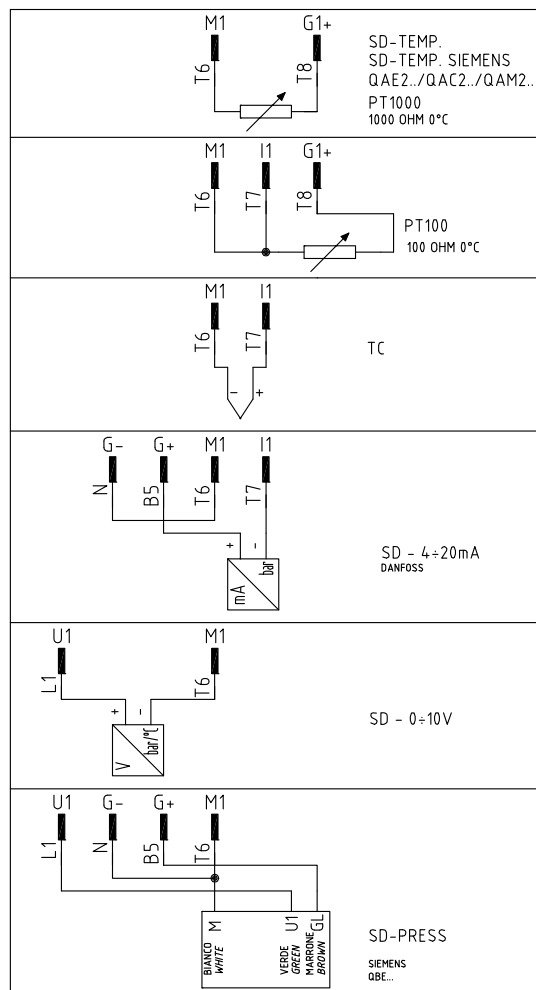 M1 G1+
T6 T8
SD-TEMP.
SD-TEMP. SIEMENS
QAE2../QAC2../QAM2..
PT1000
1000 OHM 0°C
M1 I1 G1+
T6 T7 T8
PT100
100 OHM 0°C
M1 I1
T6 T7
- +
TC
G- G+ M1 I1
N B5 T6 T7
+ -
mA bar
SD - 4÷20mA
DANFOSS
U1 M1
L1 T6
+ -
V bar/°C
SD - 0÷10V
U1 G- G+ M1
L1 N B5 T6
M U1 GL
BIANCO VERDE MARRONE
WHITE GREEN BROWN
SD-PRESS
SIEMENS
QBE...